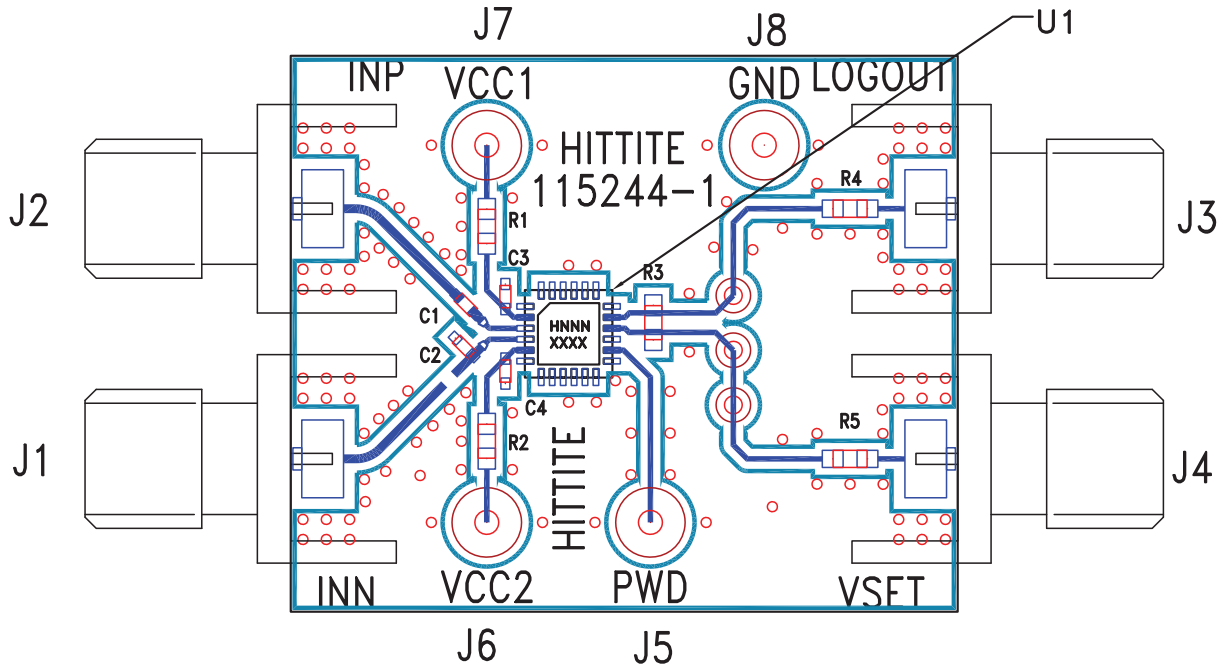 J7
J8
U1
INP
VCC1
GND
LOGOUT
HITTITE
115244-1
R4
J2
R1
J3
C3
R3
C1
HNNN
XXXX
C2
C4
R2
R5
HITTITE
J1
J4
INN
VCC2
PWD
VSET
J6
J5